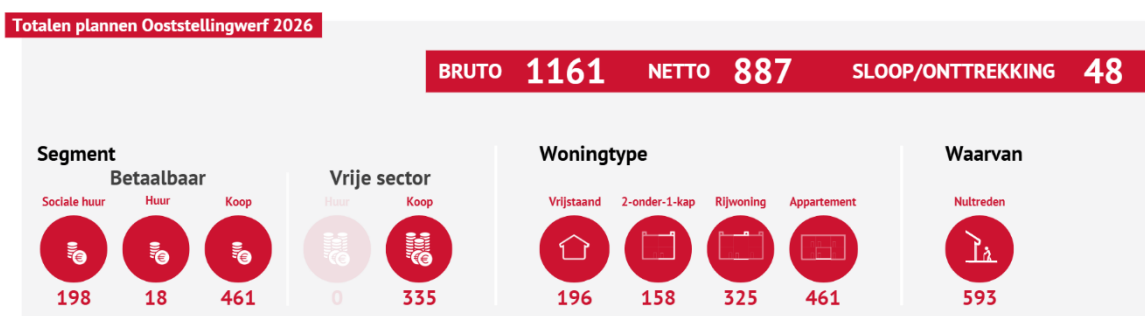 Totalen plannen Ooststellingwerf 2026
BRUTO 1161 NETTO 887 SLOOP/ONTTREKKING 48
Segment Woningtype Waarvan
Betaalbaar Vrije sector
Sociale huur Huur Koop Huur Koop Vrijstaand 2-onder-1-kap Rijwoning Appartement Nultreden
198 18 461 0 335 196 158 325 461 593